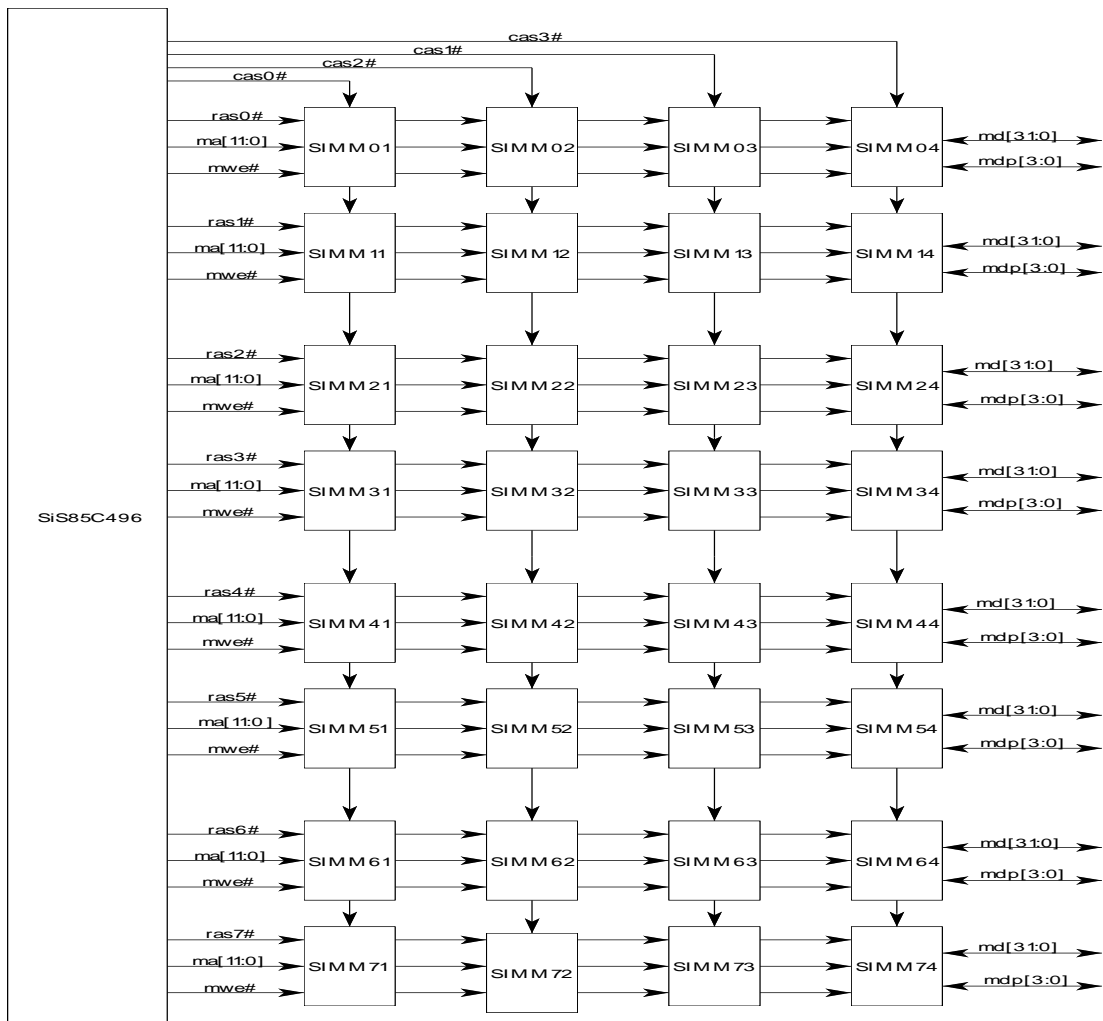 cas3#
cas1#
cas2#
cas0#
ras0#
ma[11:0]
mwe#
SIMM01 SIMM02 SIMM03 SIMM04
md[31:0]
mdp[3:0]
ras1#
ma[11:0]
mwe#
SIMM11 SIMM12 SIMM13 SIMM14
md[31:0]
mdp[3:0]
ras2#
ma[11:0]
mwe#
SIMM21 SIMM22 SIMM23 SIMM24
md[31:0]
mdp[3:0]
ras3#
ma[11:0]
mwe#
SIMM31 SIMM32 SIMM33 SIMM34
md[31:0]
mdp[3:0]
SiS85C496
ras4#
ma[11:0]
mwe#
SIMM41 SIMM42 SIMM43 SIMM44
md[31:0]
mdp[3:0]
ras5#
ma[11:0]
mwe#
SIMM51 SIMM52 SIMM53 SIMM54
md[31:0]
mdp[3:0]
ras6#
ma[11:0]
mwe#
SIMM61 SIMM62 SIMM63 SIMM64
md[31:0]
mdp[3:0]
ras7#
ma[11:0]
mwe#
SIMM71 SIMM72 SIMM73 SIMM74
md[31:0]
mdp[3:0]